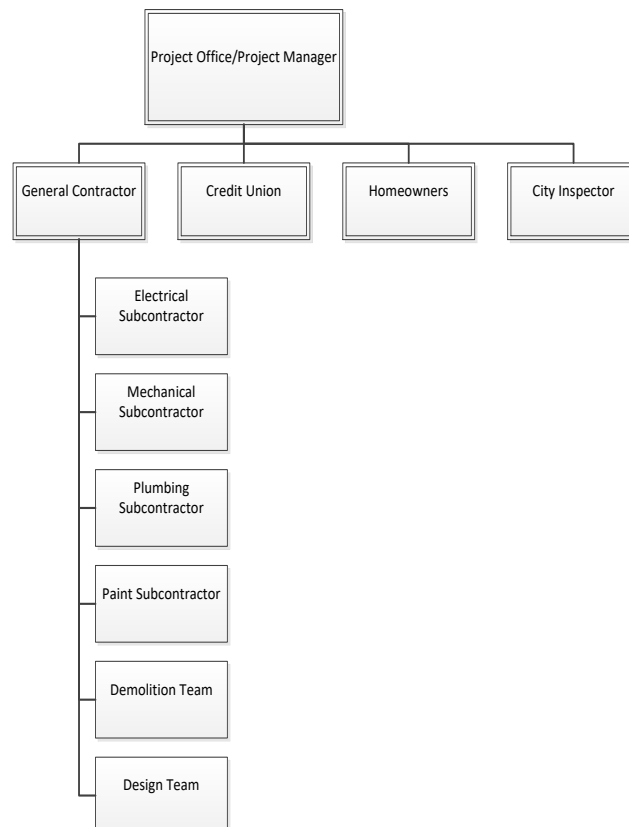 Project Office/Project Manager
General Contractor
Credit Union
Homeowners
City Inspector
Electrical
Subcontractor
Mechanical
Subcontractor
Plumbing
Subcontractor
Paint Subcontractor
Demolition Team
Design Team